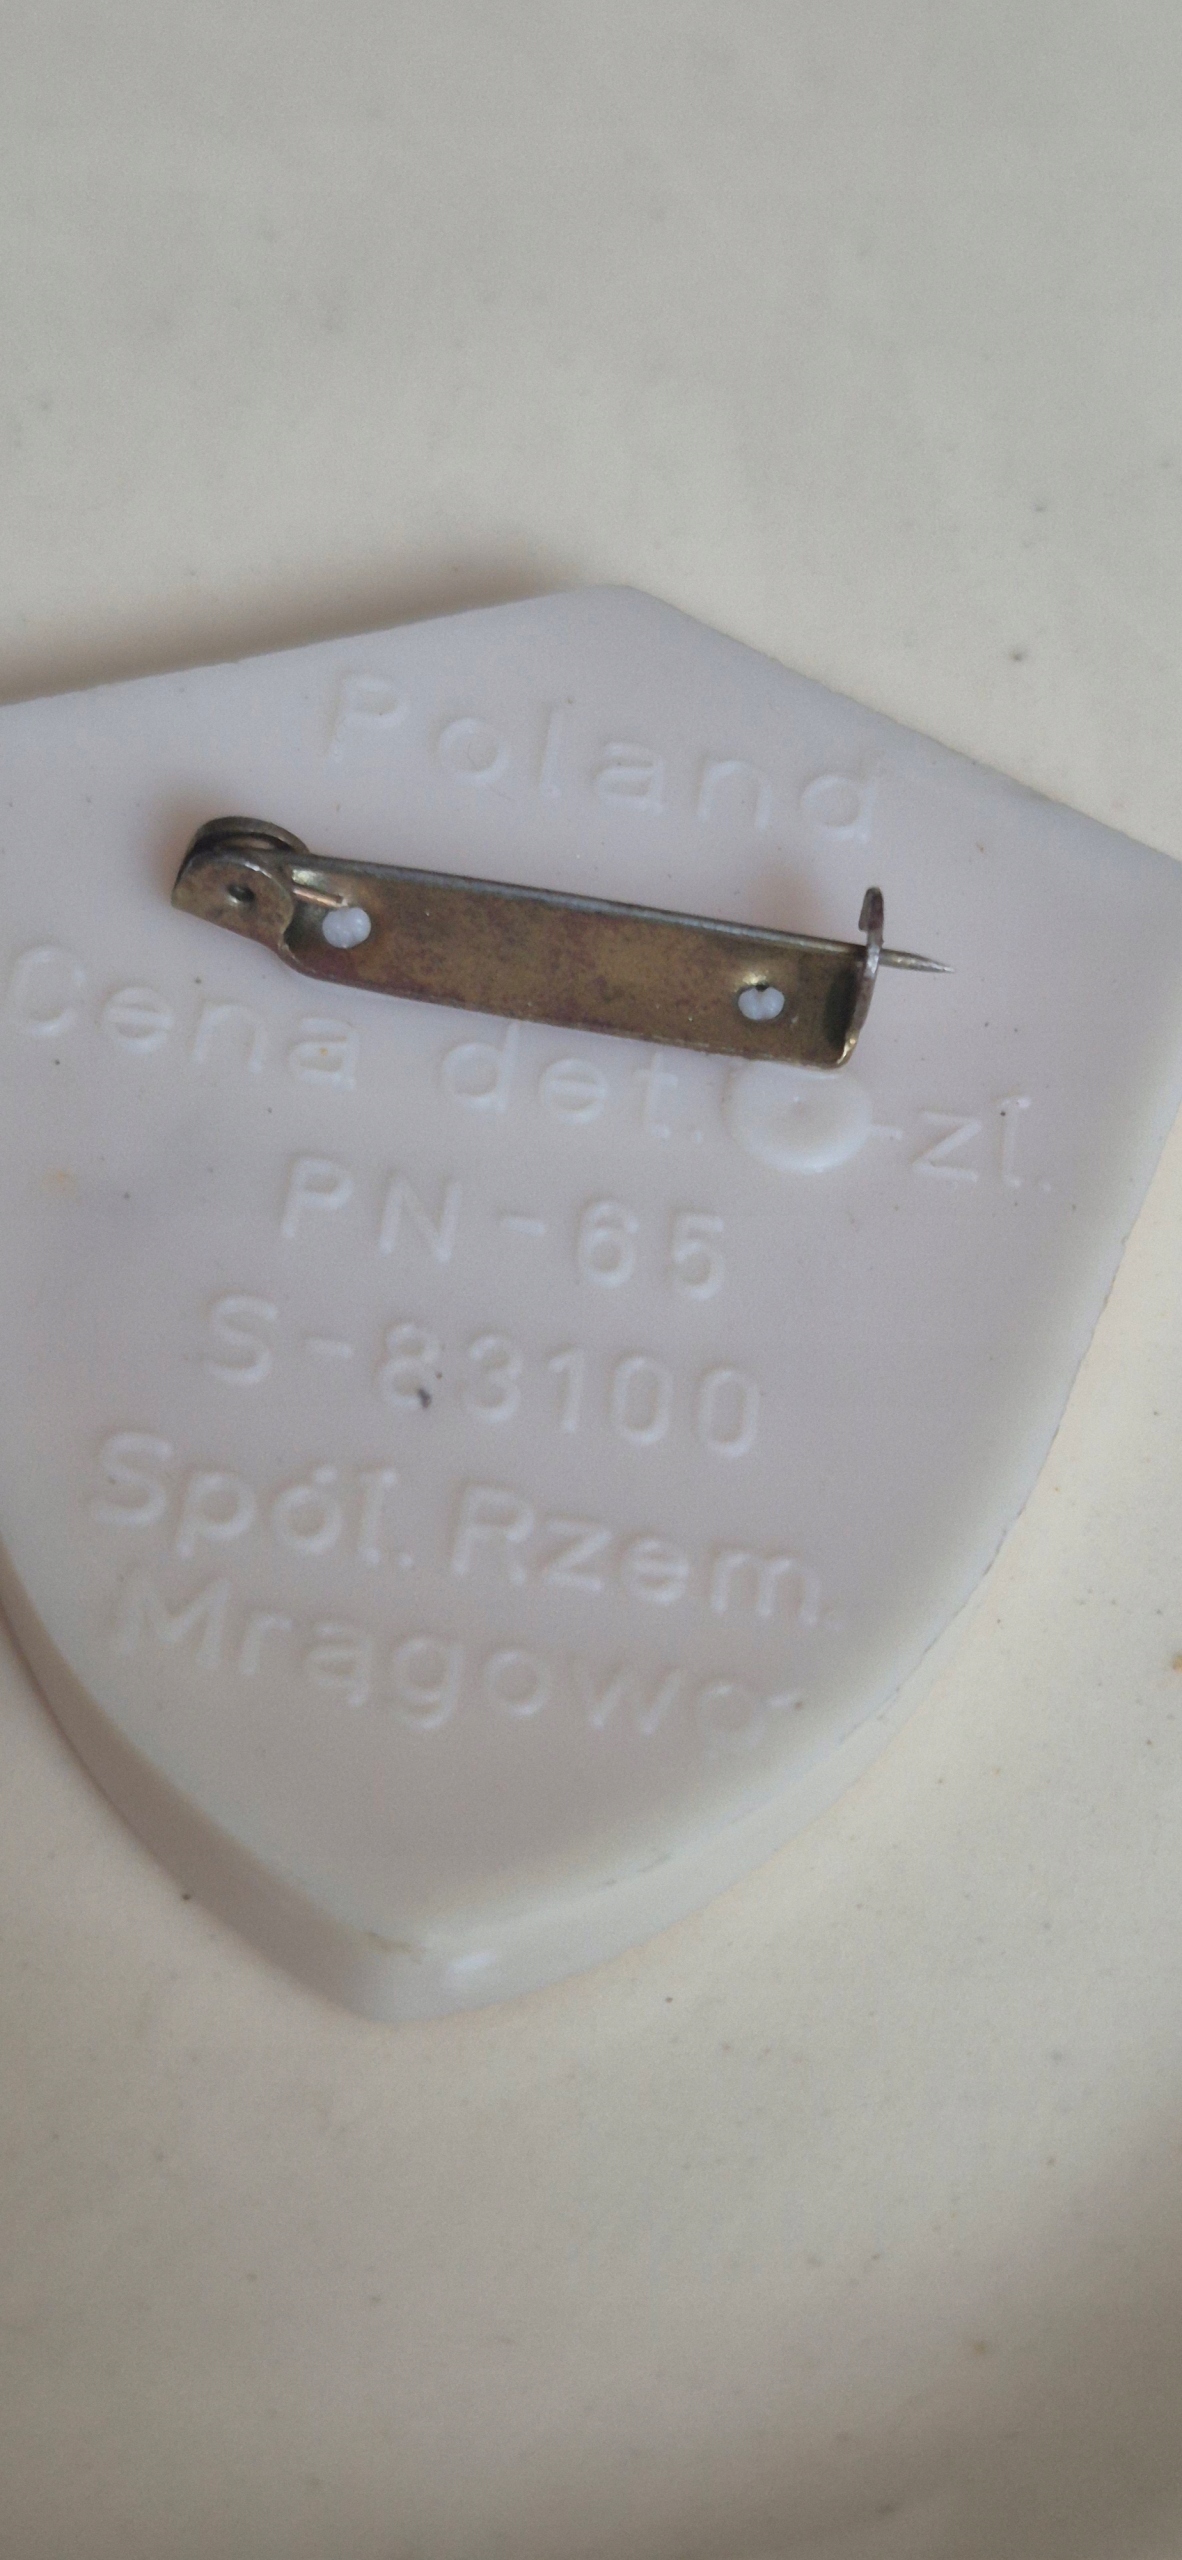 Poland
Cena det. -zł.
PN-65
S-83100
Spół. Rzem.
Mrągowo